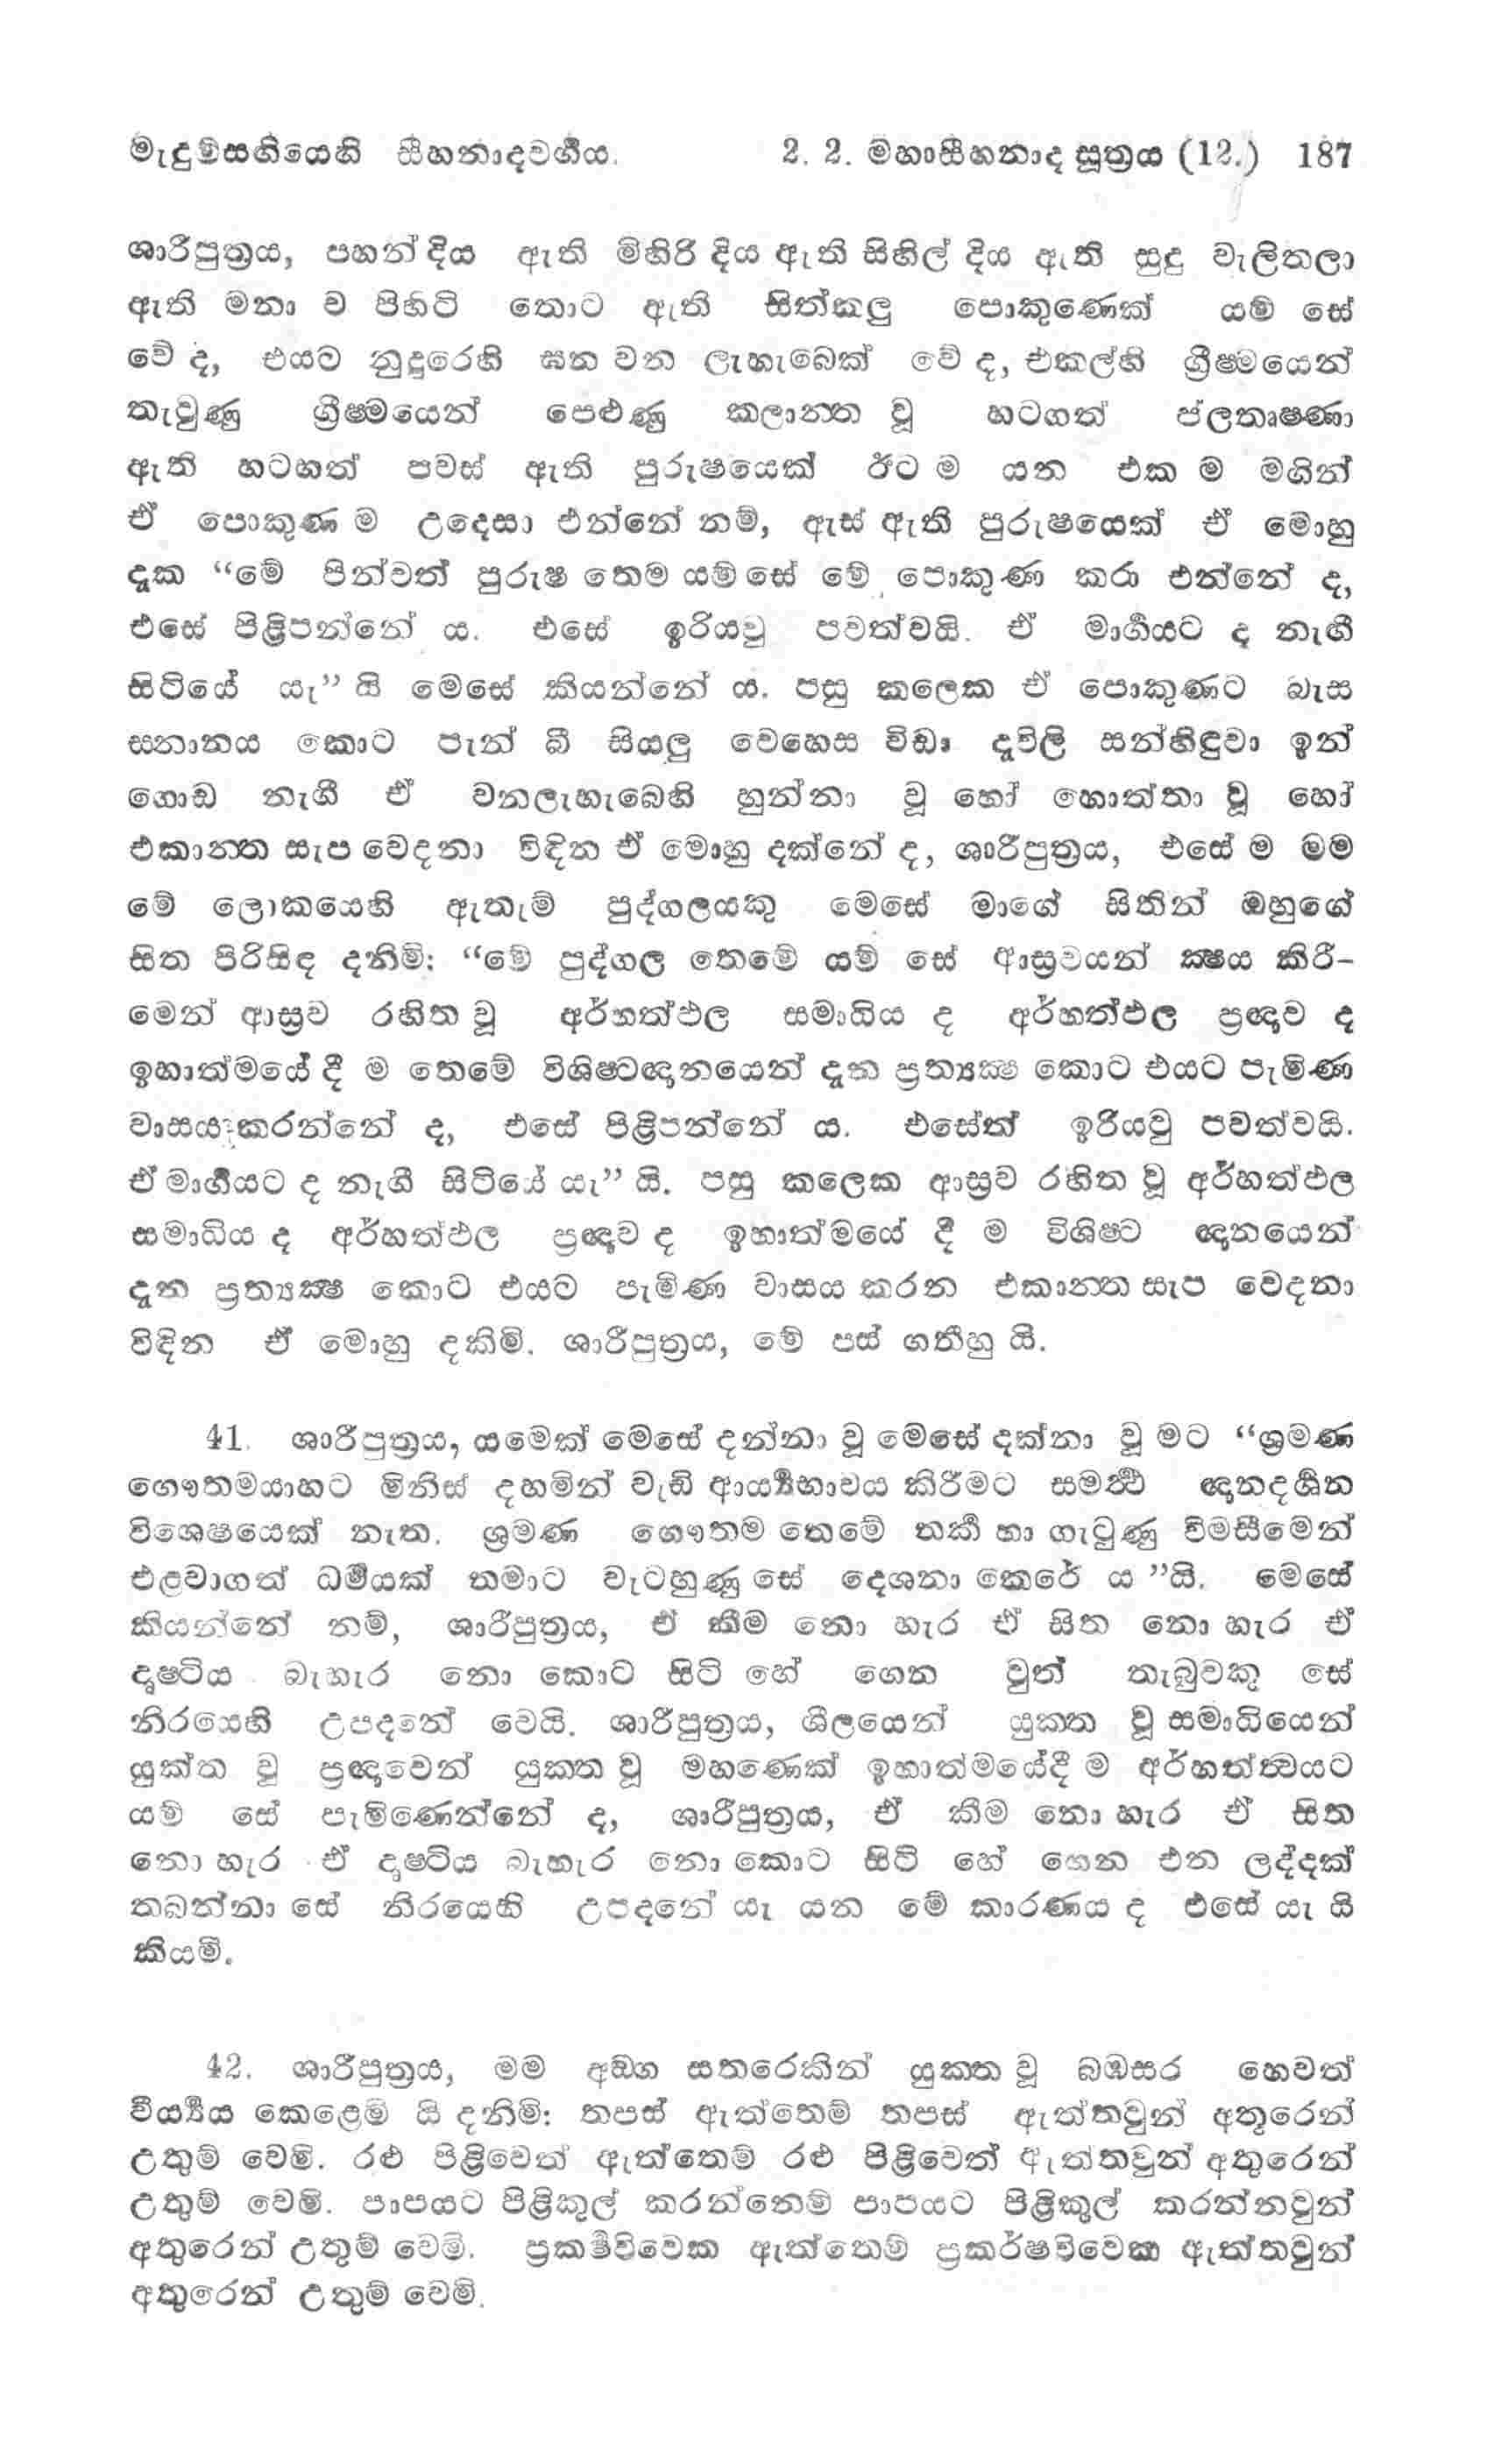 මැදුම්සඟියෙහි සීහනාදවර්ගය. 2. 2. මහාසීහනාද සූත්‍රය (12.) 187
ශාරීපුත්‍රය, පහන් දිය ඇති මිහිරි දිය ඇති සිහිල් දිය ඇති සුදු වැලිතලා
ඇති මනා ව පිහිටි තොට ඇති සිත්කලු පොකුණෙක් යම් සේ
වේ ද, එයට නුදුරෙහි ඝන වන ලැහැබෙක් වේ ද, එකල්හි ග්‍රීෂ්මයෙන්
තැවුණු ග්‍රීෂ්මයෙන් පෙළුණු ක්ලාන්ත වූ හටගත් ජලතෘෂ්ණා
ඇති හටගත් පවස් ඇති පුරුෂයෙක් ඊට ම යන එක ම මගින්
ඒ පොකුණ ම උදෙසා එන්නේ නම්, ඇස් ඇති පුරුෂයෙක් ඒ මොහු
දැක “මේ පින්වත් පුරුෂ තෙම යම් සේ මේ පොකුණ කරා එන්නේ ද,
එසේ පිළිපන්නේ ය. එසේ ඉරියවු පවත්වයි. ඒ මාර්ගයට ද නැඟී
සිටියේ යැ” යි මෙසේ කියන්නේ ය. පසු කලෙක ඒ පොකුණට බැස
ස්නානය කොට පැන් බී සියලු වෙහෙස විඩා දැවිලි සන්හිඳුවා ඉන්
ගොඩ නැගී ඒ වනලැහැබෙහි හුන්නා වූ හෝ හොත්තා වූ හෝ
එකාන්ත සැප වේදනා විඳින ඒ මොහු දක්නේ ද, ශාරීපුත්‍රය, එසේ ම මම
මේ ලොකයෙහි ඇතැම් පුද්ගලයකු මෙසේ මාගේ සිතින් ඔහුගේ
සිත පිරිසිඳ දනිමි: “මේ පුද්ගල තෙමේ යම් සේ ආස්‍රවයන් ක්ෂය කිරී-
මෙන් ආස්‍රව රහිත වූ අර්හත්ඵල සමාධිය ද අර්හත්ඵල ප්‍රඥාව ද
ඉහාත්මයේ දී ම තෙමේ විශිෂ්ටඥානයෙන් දැන ප්‍රත්‍යක්ෂ කොට එයට පැමිණ
වාසය කරන්නේ ද, එසේ පිළිපන්නේ ය. එසේත් ඉරියවු පවත්වයි.
ඒ මාර්ගයට ද නැගී සිටියේ යැ” යි. පසු කලෙක ආස්‍රව රහිත වූ අර්හත්ඵල
සමාධිය ද අර්හත්ඵල ප්‍රඥාව ද ඉහාත්මයේ දී ම විශිෂ්ට ඥානයෙන්
දැන ප්‍රත්‍යක්ෂ කොට එයට පැමිණ වාසය කරන එකාන්ත සැප වේදනා
විඳින ඒ මොහු දකිමි. ශාරීපුත්‍රය, මේ පස් ගතීහු යි.
41. ශාරීපුත්‍රය, යමෙක් මෙසේ දන්නා වූ මෙසේ දක්නා වූ මට “ශ්‍රමණ
ගෞතමයාහට මිනිස් දහමින් වැඩි ආර්‍ය්‍යභාවය කිරීමට සමර්ථ ඥානදර්ශන
විශෙෂයෙක් නැත. ශ්‍රමණ ගෞතම තෙමේ තර්ක හා ගැටුණු විමසීමෙන්
එළවාගත් ධර්මයක් තමාට වැටහුණු සේ දෙශනා කෙරේ ය ”යි. මෙසේ
කියන්නේ නම්, ශාරීපුත්‍රය, ඒ කීම නො හැර ඒ සිත නො හැර ඒ
දෘෂ්ටිය බැහැර නො කොට සිටි හේ ගෙන වුත් තැබුවකු සේ
නිරයෙහි උපදනේ වෙයි. ශාරීපුත්‍රය, ශීලයෙන් යුක්ත වූ සමාධියෙන්
යුක්ත වූ ප්‍රඥාවෙන් යුක්ත වූ මහණෙක් ඉහාත්මයේදී ම අර්හත්ත්‍වයට
යම් සේ පැමිණෙන්නේ ද, ශාරීපුත්‍රය, ඒ කීම නො හැර ඒ සිත
නො හැර ඒ දෘෂ්ටිය බැහැර නො කොට සිටි හේ ගෙන එන ලද්දක්
තබන්නා සේ නිරයෙහි උපදනේ යැ යන මේ කාරණය ද එසේ යැ යි
කියමි.
42. ශාරීපුත්‍රය, මම අඞ්ග සතරෙකින් යුක්ත වූ බඹසර හෙවත්
වීර්‍ය්‍යය කෙළෙමි යි දනිමි: තපස් ඇත්තෙම් තපස් ඇත්තවුන් අතුරෙන්
උතුම් වෙමි. රළු පිළිවෙත් ඇත්තෙම් රළු පිළිවෙත් ඇත්තවුන් අතුරෙන්
උතුම් වෙමි. පාපයට පිළිකුල් කරන්නෙම් පාපයට පිළිකුල් කරන්නවුන්
අතුරෙන් උතුම් වෙමි. ප්‍රකර්ෂවිවෙක ඇත්තෙම් ප්‍රකර්ෂවිවෙක ඇත්තවුන්
අතුරෙන් උතුම් වෙමි.